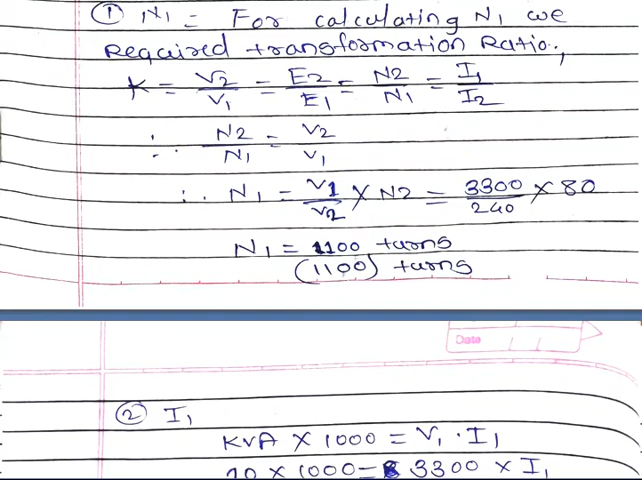 ① N1 = For calculating N1 we
Required transformation Ratio.,
K = V2/V1 = E2/E1 = N2/N1 = I1/I2
∴ N2/N1 = V2/V1
∴ N1 = V1/V2 × N2 = 3300/240 × 80
N1 = 1100 turns
(1100) turns
Date
② I1
KVA × 1000 = V1 · I1
10 × 1000 = 3300 × I1